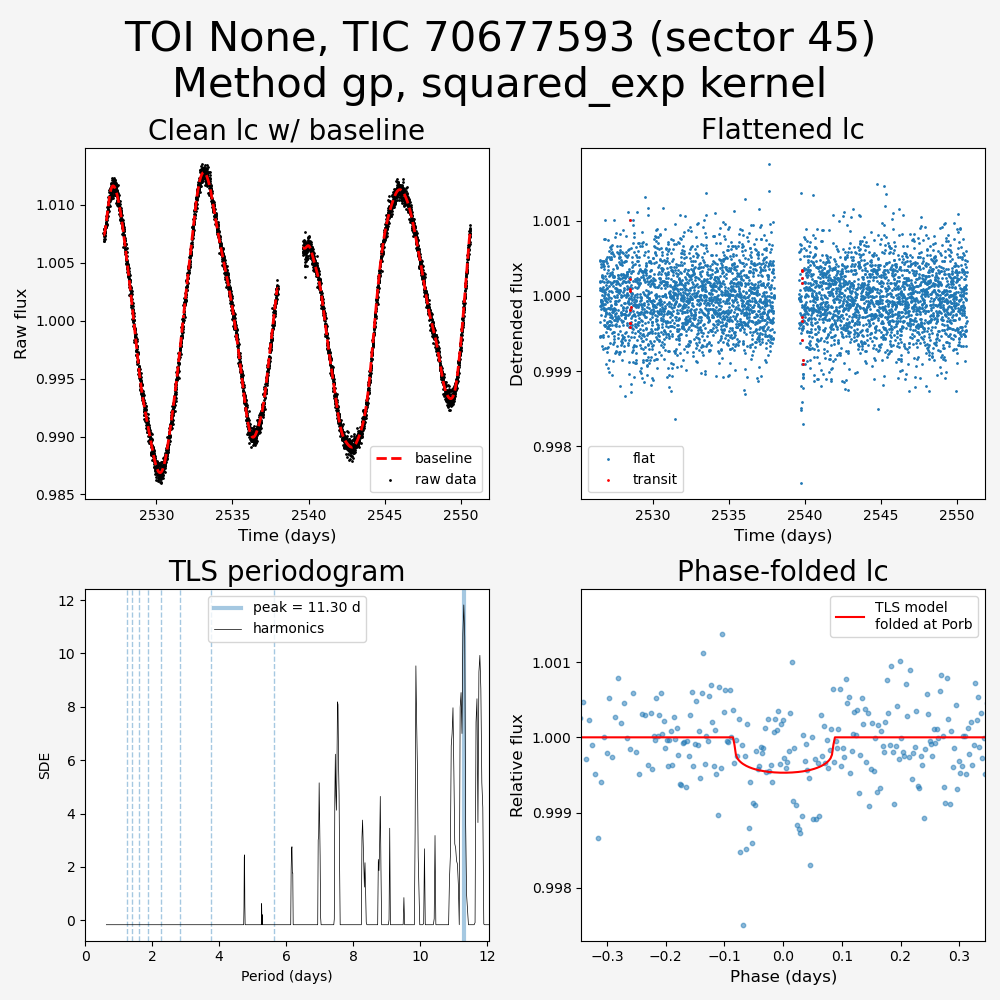 TOI None, TIC 70677593 (sector 45)
Method gp, squared_exp kernel
Clean lc w/ baseline
Raw flux
1.010
1.005
1.000
0.995
0.990
0.985
2530
2535
2540
2545
2550
Time (days)
baseline
raw data
Flattened lc
Detrended flux
1.001
1.000
0.999
0.998
2530
2535
2540
2545
2550
Time (days)
flat
transit
TLS periodogram
SDE
12
10
8
6
4
2
0
0
2
4
6
8
10
12
Period (days)
peak = 11.30 d
harmonics
Phase-folded lc
Relative flux
1.001
1.000
0.999
0.998
−0.3
−0.2
−0.1
0.0
0.1
0.2
0.3
Phase (days)
TLS model
folded at Porb